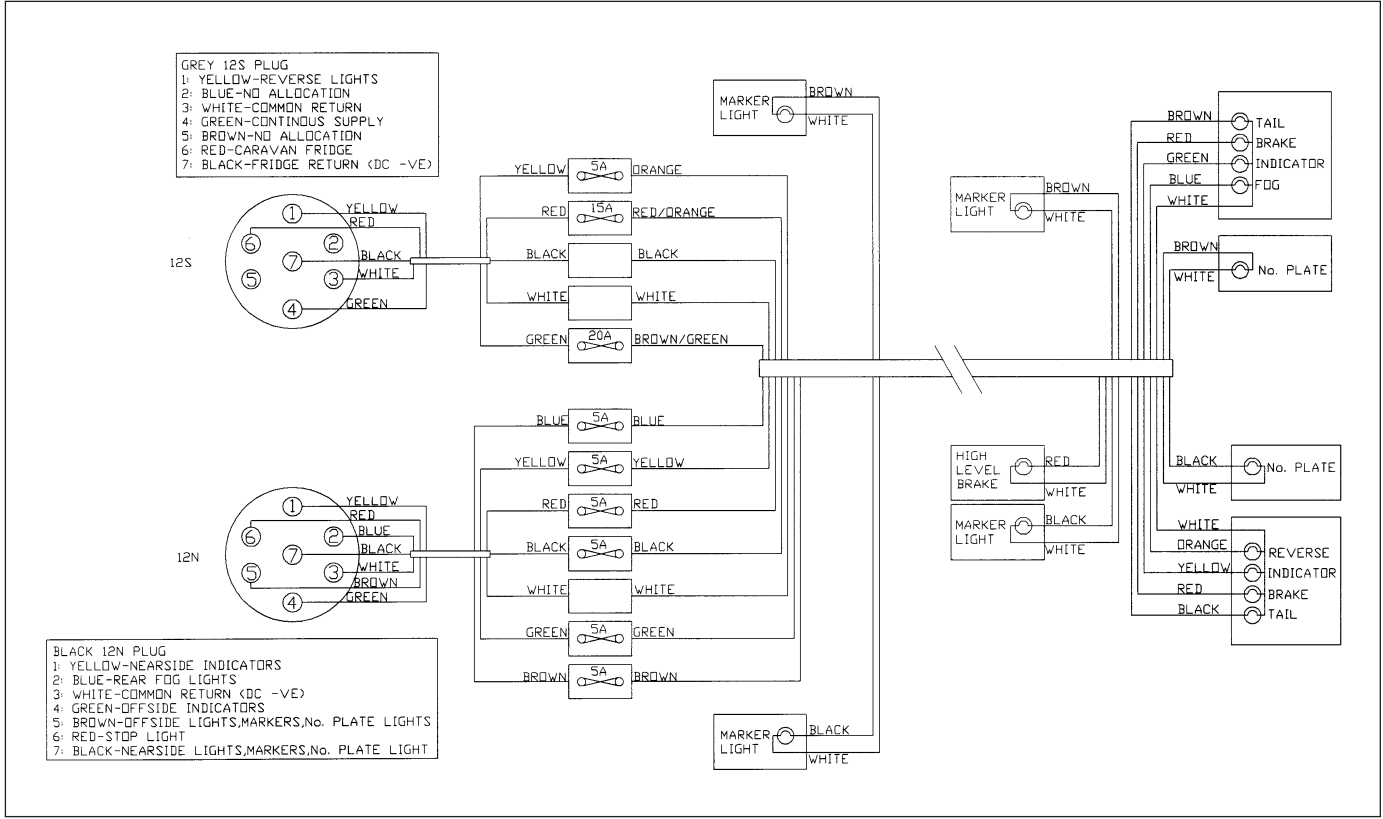 GREY 12S PLUG
1: YELLOW-REVERSE LIGHTS
2: BLUE-NO ALLOCATION
3: WHITE-COMMON RETURN
4: GREEN-CONTINOUS SUPPLY
5: BROWN-NO ALLOCATION
6: RED-CARAVAN FRIDGE
7: BLACK-FRIDGE RETURN (DC -VE)
12S
1
6
2
7
5
3
4
YELLOW
RED
BLACK
WHITE
GREEN
YELLOW 5A ORANGE
RED 15A RED/ORANGE
BLACK BLACK
WHITE WHITE
GREEN 20A BROWN/GREEN
12N
1
6
2
7
5
3
4
YELLOW
RED
BLUE
BLACK
WHITE
BROWN
GREEN
BLUE 5A BLUE
YELLOW 5A YELLOW
RED 5A RED
BLACK 5A BLACK
WHITE WHITE
GREEN 5A GREEN
BROWN 5A BROWN
BLACK 12N PLUG
1: YELLOW-NEARSIDE INDICATORS
2: BLUE-REAR FOG LIGHTS
3: WHITE-COMMON RETURN (DC -VE)
4: GREEN-OFFSIDE INDICATORS
5: BROWN-OFFSIDE LIGHTS,MARKERS,No. PLATE LIGHTS
6: RED-STOP LIGHT
7: BLACK-NEARSIDE LIGHTS,MARKERS,No. PLATE LIGHT
MARKER
LIGHT
BROWN
WHITE
MARKER
LIGHT
BLACK
WHITE
MARKER
LIGHT
BROWN
WHITE
HIGH
LEVEL
BRAKE
RED
WHITE
MARKER
LIGHT
BLACK
WHITE
BROWN TAIL
RED BRAKE
GREEN INDICATOR
BLUE FOG
WHITE
BROWN
WHITE No. PLATE
BLACK No. PLATE
WHITE
WHITE
ORANGE REVERSE
YELLOW INDICATOR
RED BRAKE
BLACK TAIL